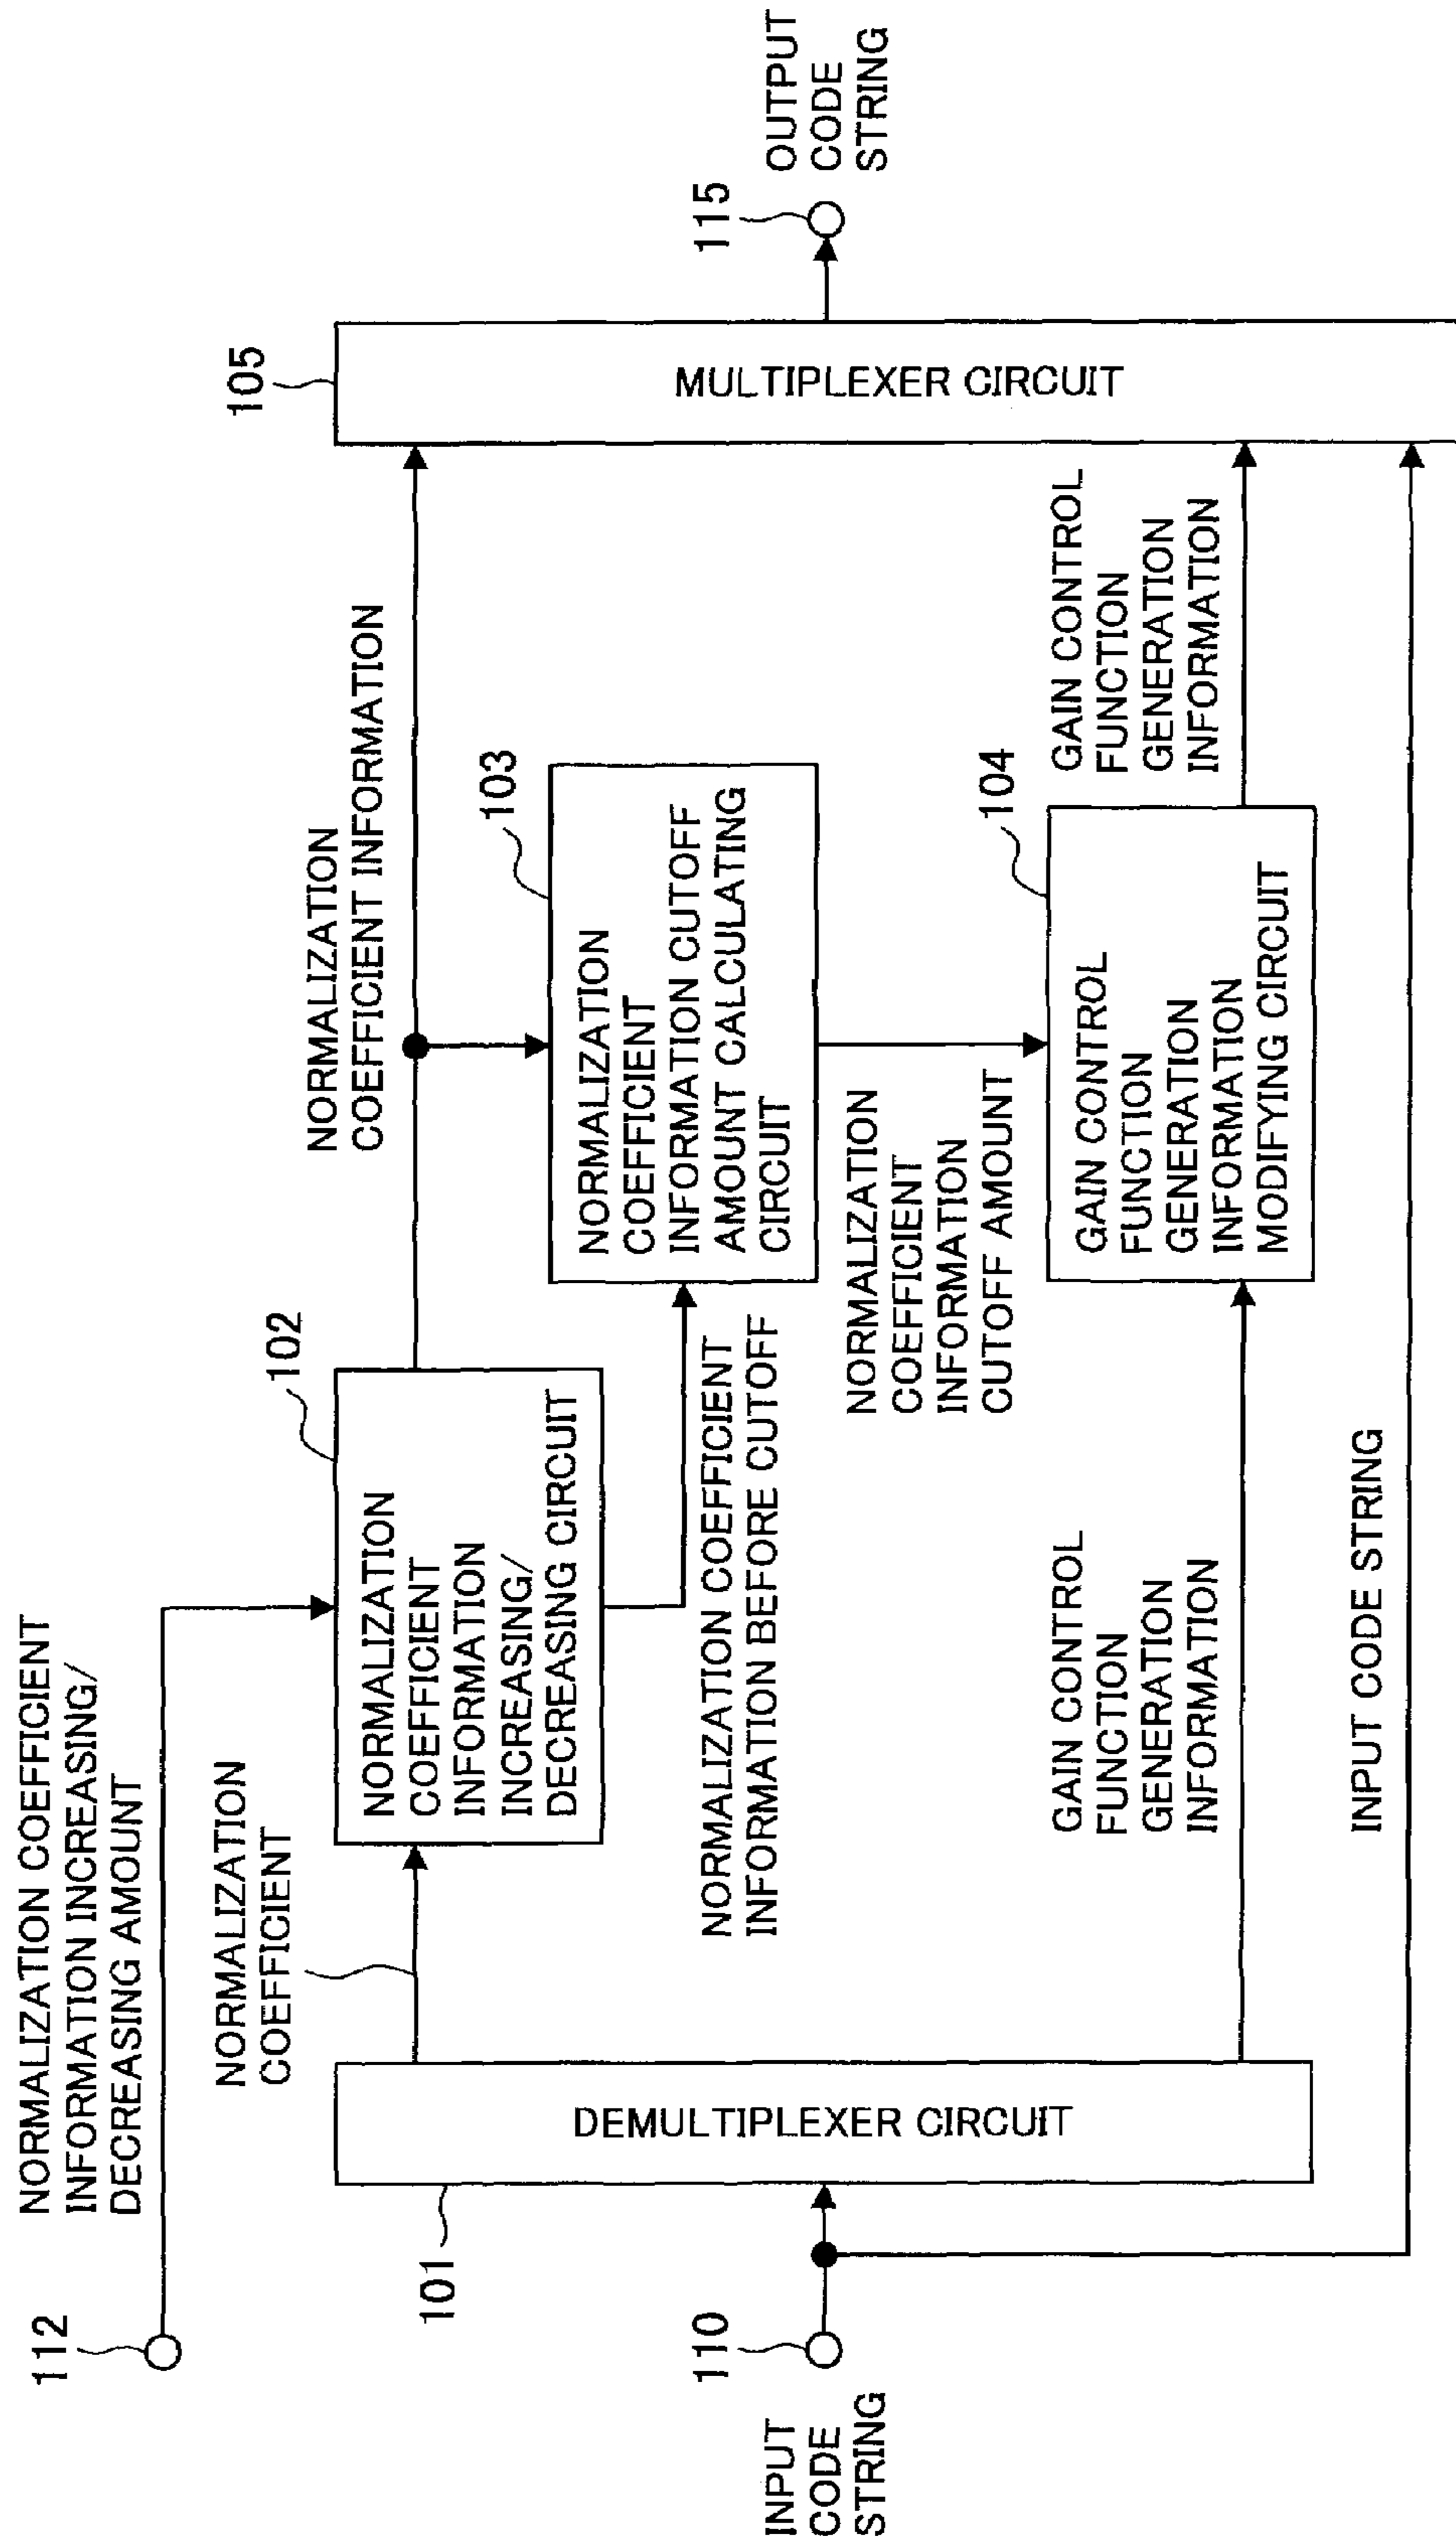 112
NORMALIZATION COEFFICIENT
INFORMATION INCREASING/
DECREASING AMOUNT
NORMALIZATION
COEFFICIENT
102
NORMALIZATION
COEFFICIENT
INFORMATION
INCREASING/
DECREASING CIRCUIT
NORMALIZATION
COEFFICIENT INFORMATION
105
MULTIPLEXER CIRCUIT
101
DEMULTIPLEXER CIRCUIT
110
INPUT
CODE
STRING
NORMALIZATION COEFFICIENT
INFORMATION BEFORE CUTOFF
103
NORMALIZATION
COEFFICIENT
INFORMATION CUTOFF
AMOUNT CALCULATING
CIRCUIT
NORMALIZATION
COEFFICIENT
INFORMATION
CUTOFF AMOUNT
115
OUTPUT
CODE
STRING
GAIN CONTROL
FUNCTION
GENERATION
INFORMATION
104
GAIN CONTROL
FUNCTION
GENERATION
INFORMATION
MODIFYING CIRCUIT
GAIN CONTROL
FUNCTION
GENERATION
INFORMATION
INPUT CODE STRING